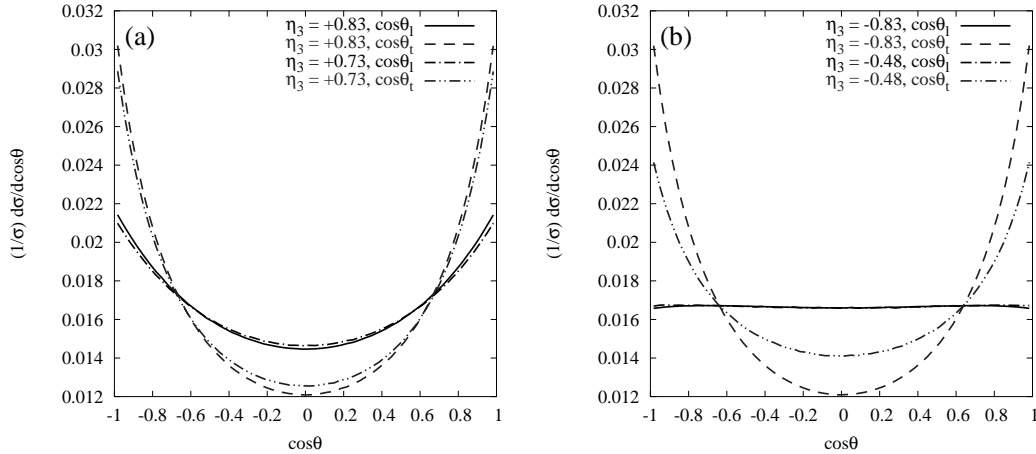 (a)
η3 = +0.83, cosθl
η3 = +0.83, cosθt
η3 = +0.73, cosθl
η3 = +0.73, cosθt
0.032
0.03
0.028
0.026
0.024
0.022
0.02
0.018
0.016
0.014
0.012
(1/σ) dσ/dcosθ
-1 -0.8 -0.6 -0.4 -0.2 0 0.2 0.4 0.6 0.8 1
cosθ
(b)
η3 = -0.83, cosθl
η3 = -0.83, cosθt
η3 = -0.48, cosθl
η3 = -0.48, cosθt
0.032
0.03
0.028
0.026
0.024
0.022
0.02
0.018
0.016
0.014
0.012
(1/σ) dσ/dcosθ
-1 -0.8 -0.6 -0.4 -0.2 0 0.2 0.4 0.6 0.8 1
cosθ